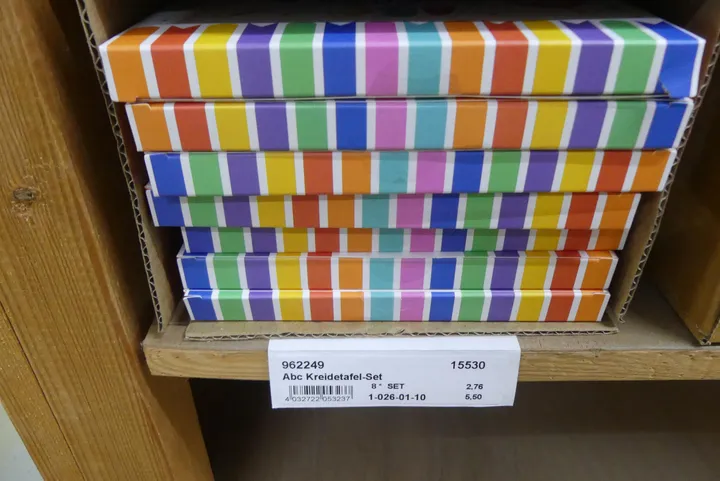 962249 15530
Abc Kreidetafel-Set
8 * SET 2,76
4 032722 053237 1-026-01-10 5,50